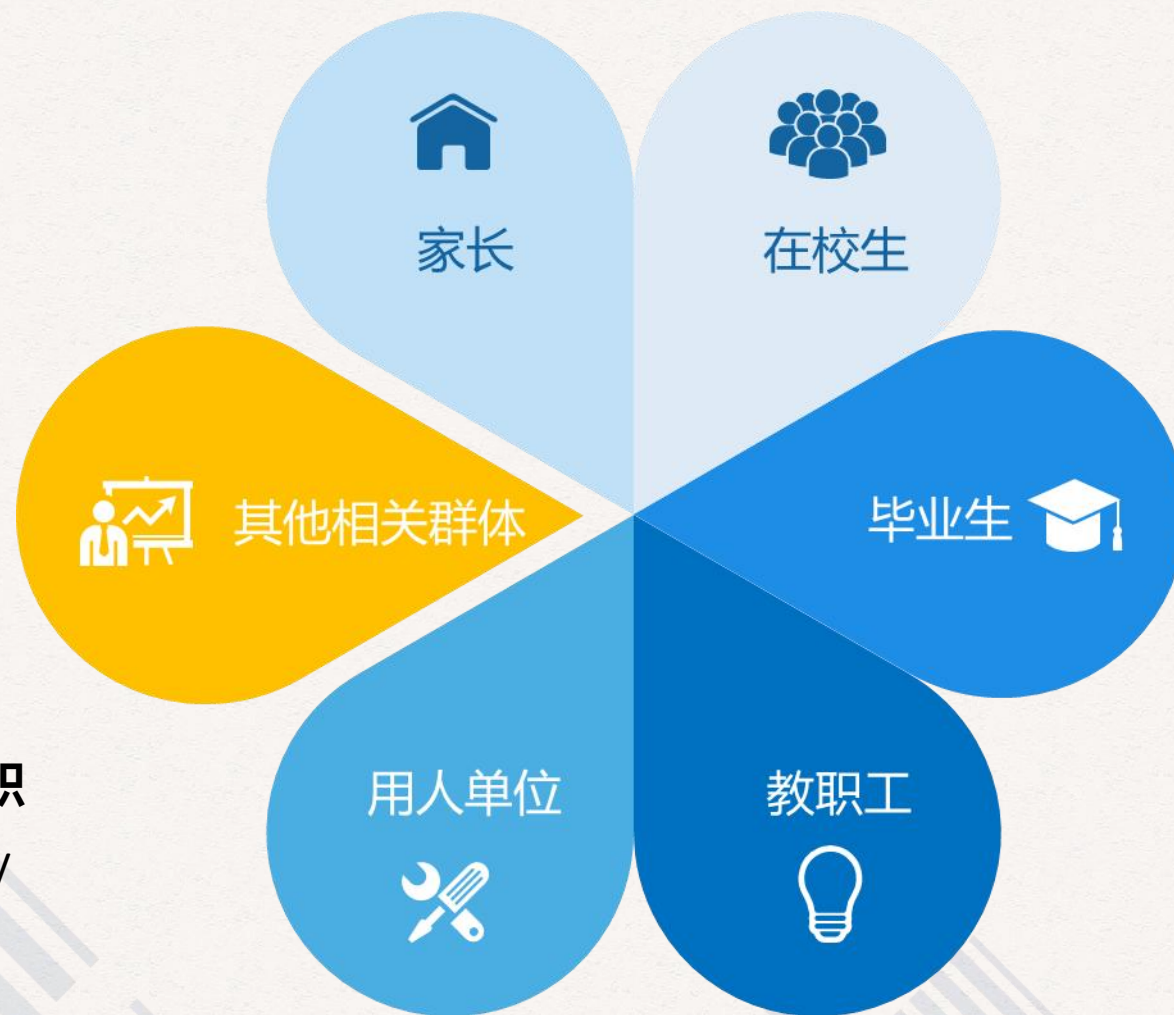 家长
在校生
其他相关群体
毕业生
用人单位
教职工